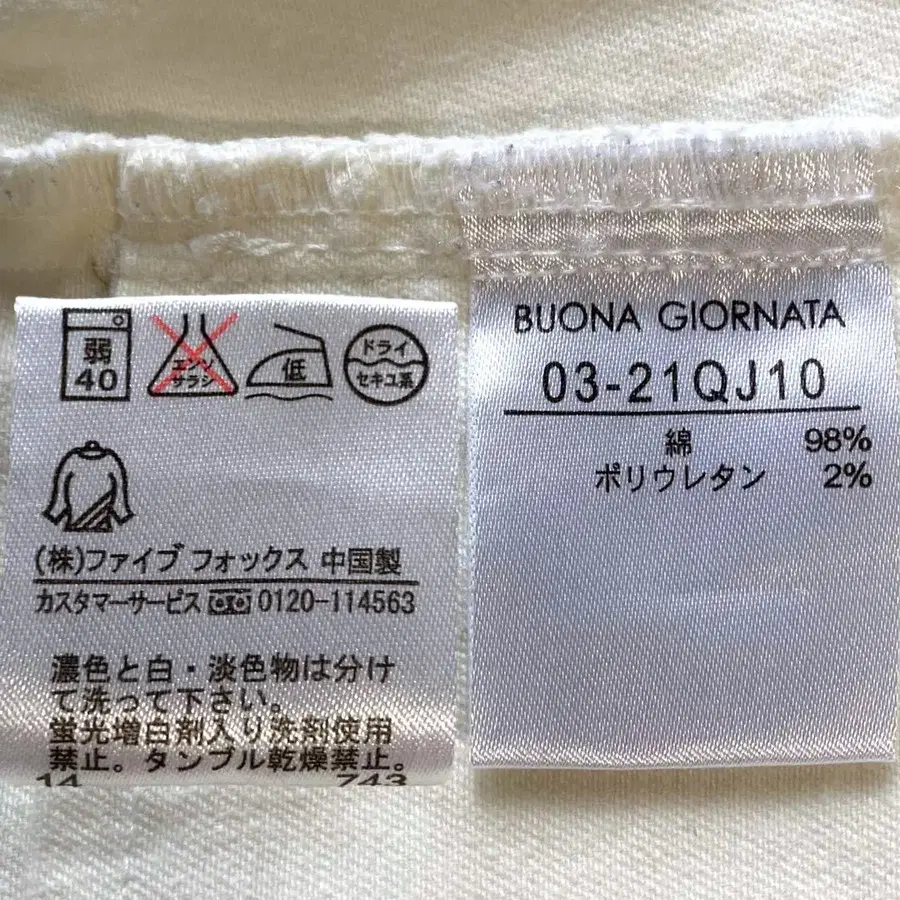 弱
40
エンソ
サラシ
低
ドライ
セキユ系
(株)ファイブ フォックス 中国製
カスタマーサービス 0120-114563
濃色と白・淡色物は分け
て洗って下さい。
蛍光増白剤入り洗剤使用
禁止。タンブル乾燥禁止。
14 743
BUONA GIORNATA
03-21QJ10
綿 98%
ポリウレタン 2%